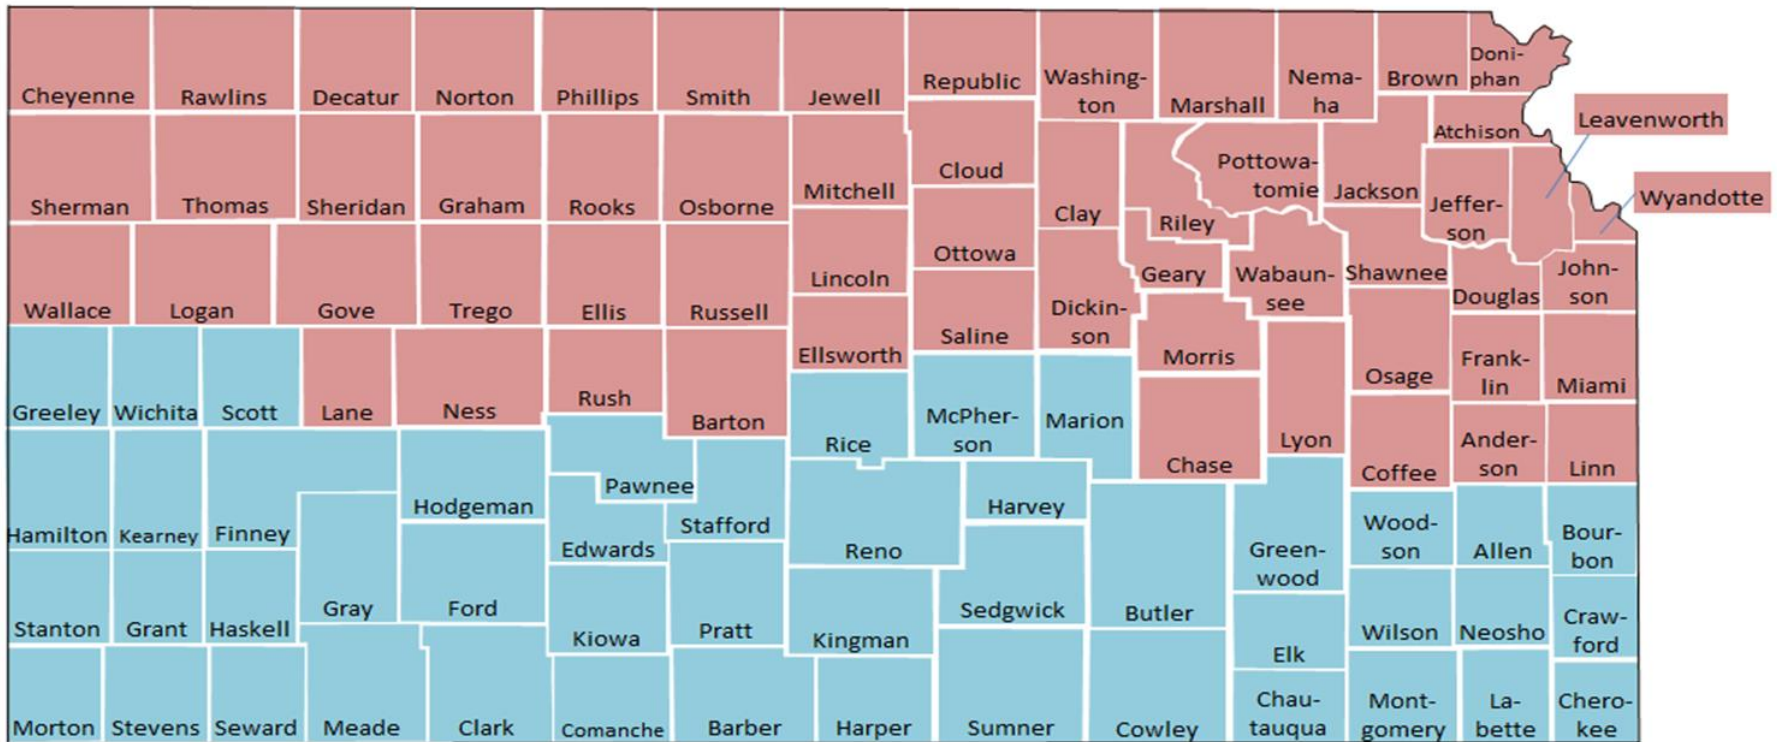 Cheyenne
Rawlins
Decatur
Norton
Phillips
Smith
Jewell
Republic
Washing-
ton
Marshall
Nema-
ha
Brown
Doni-
phan
Atchison
Leavenworth
Wyandotte
Sherman
Thomas
Sheridan
Graham
Rooks
Osborne
Mitchell
Cloud
Clay
Riley
Pottowa-
tomie
Jackson
Jeffer-
son
Wallace
Logan
Gove
Trego
Ellis
Russell
Lincoln
Ottowa
Saline
Dickin-
son
Geary
Wabaun-
see
Shawnee
Douglas
John-
son
Greeley
Wichita
Scott
Lane
Ness
Rush
Barton
Ellsworth
Rice
McPher-
son
Marion
Morris
Chase
Lyon
Osage
Coffee
Frank-
lin
Miami
Ander-
son
Linn
Hamilton
Kearney
Finney
Hodgeman
Pawnee
Edwards
Stafford
Reno
Harvey
Sedgwick
Butler
Green-
wood
Wood-
son
Allen
Bour-
bon
Stanton
Grant
Haskell
Gray
Ford
Kiowa
Pratt
Kingman
Elk
Wilson
Neosho
Craw-
ford
Morton
Stevens
Seward
Meade
Clark
Comanche
Barber
Harper
Sumner
Cowley
Chau-
tauqua
Mont-
gomery
La-
bette
Chero-
kee